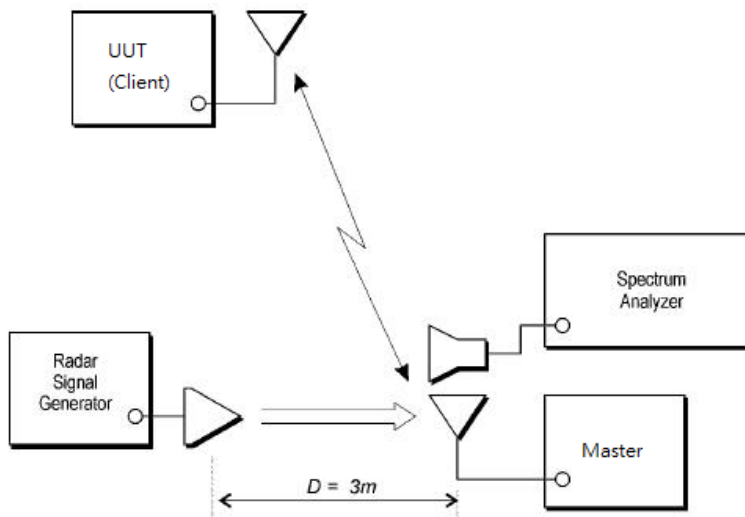 UUT
(Client)
Spectrum
Analyzer
Radar
Signal
Generator
Master
D = 3m